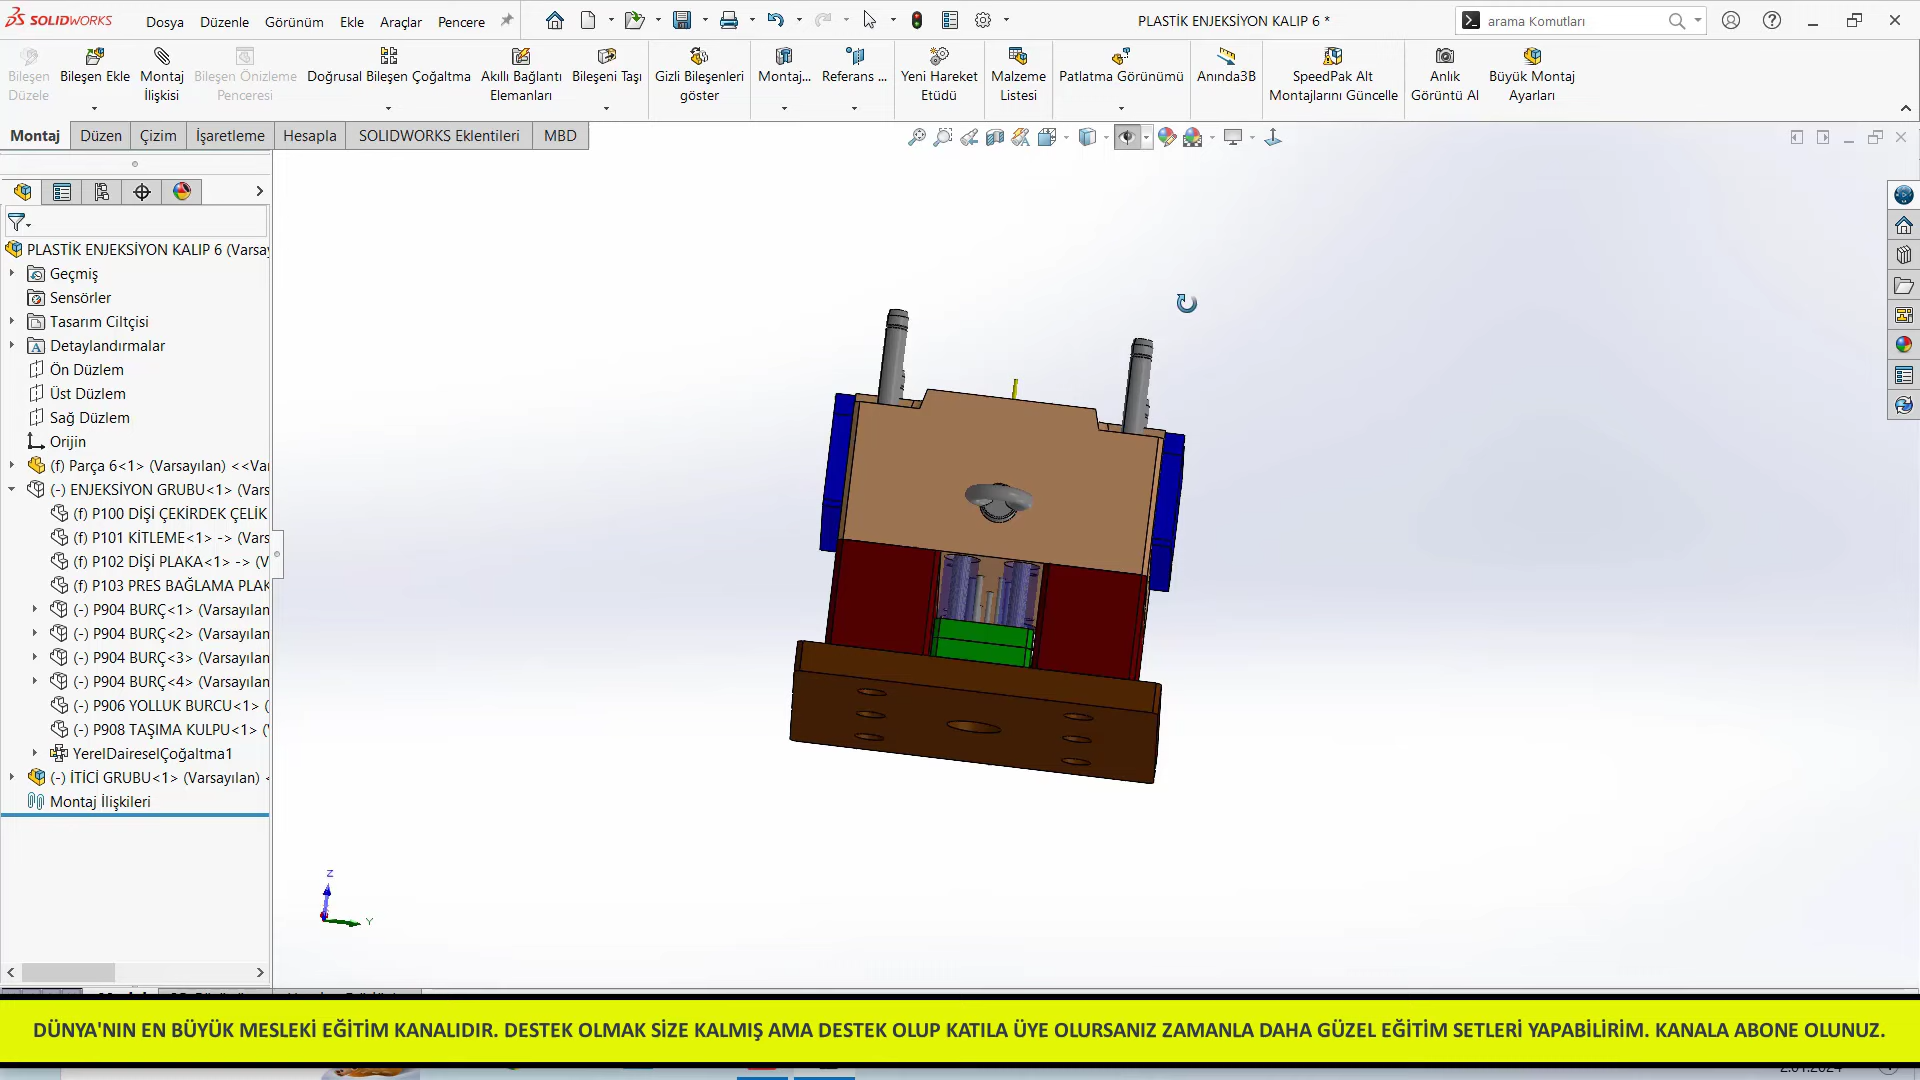 SOLIDWORKS
Dosya Düzenle Görünüm Ekle Araçlar Pencere
PLASTİK ENJEKSİYON KALIP 6 *
arama Komutları
Bileşen Düzele
Bileşen Ekle
Montaj İlişkisi
Bileşen Önizleme Penceresi
Doğrusal Bileşen Çoğaltma
Akıllı Bağlantı Elemanları
Bileşeni Taşı
Gizli Bileşenleri göster
Montaj...
Referans ...
Yeni Hareket Etüdü
Malzeme Listesi
Patlatma Görünümü
Anında3B
SpeedPak Alt Montajlarını Güncelle
Anlık Görüntü Al
Büyük Montaj Ayarları
Montaj Düzen Çizim İşaretleme Hesapla SOLIDWORKS Eklentileri MBD
PLASTİK ENJEKSİYON KALIP 6 (Varsay
Geçmiş
Sensörler
Tasarım Ciltçisi
Detaylandırmalar
Ön Düzlem
Üst Düzlem
Sağ Düzlem
Orijin
(f) Parça 6<1> (Varsayılan) <<Var
(-) ENJEKSİYON GRUBU<1> (Vars
(f) P100 DİŞİ ÇEKİRDEK ÇELİK
(f) P101 KİTLEME<1> -> (Vars
(f) P102 DİŞİ PLAKA<1> -> (V
(f) P103 PRES BAĞLAMA PLAK
(-) P904 BURÇ<1> (Varsayılan
(-) P904 BURÇ<2> (Varsayılan
(-) P904 BURÇ<3> (Varsayılan
(-) P904 BURÇ<4> (Varsayılan
(-) P906 YOLLUK BURCU<1> (
(-) P908 TAŞIMA KULPU<1> (
YerelDaireselÇoğaltma1
(-) İTİCİ GRUBU<1> (Varsayılan) <
Montaj İlişkileri
Z
Y
DÜNYA'NIN EN BÜYÜK MESLEKİ EĞİTİM KANALIDIR. DESTEK OLMAK SİZE KALMIŞ AMA DESTEK OLUP KATILA ÜYE OLURSANIZ ZAMANLA DAHA GÜZEL EĞİTİM SETLERİ YAPABİLİRİM. KANALA ABONE OLUNUZ.